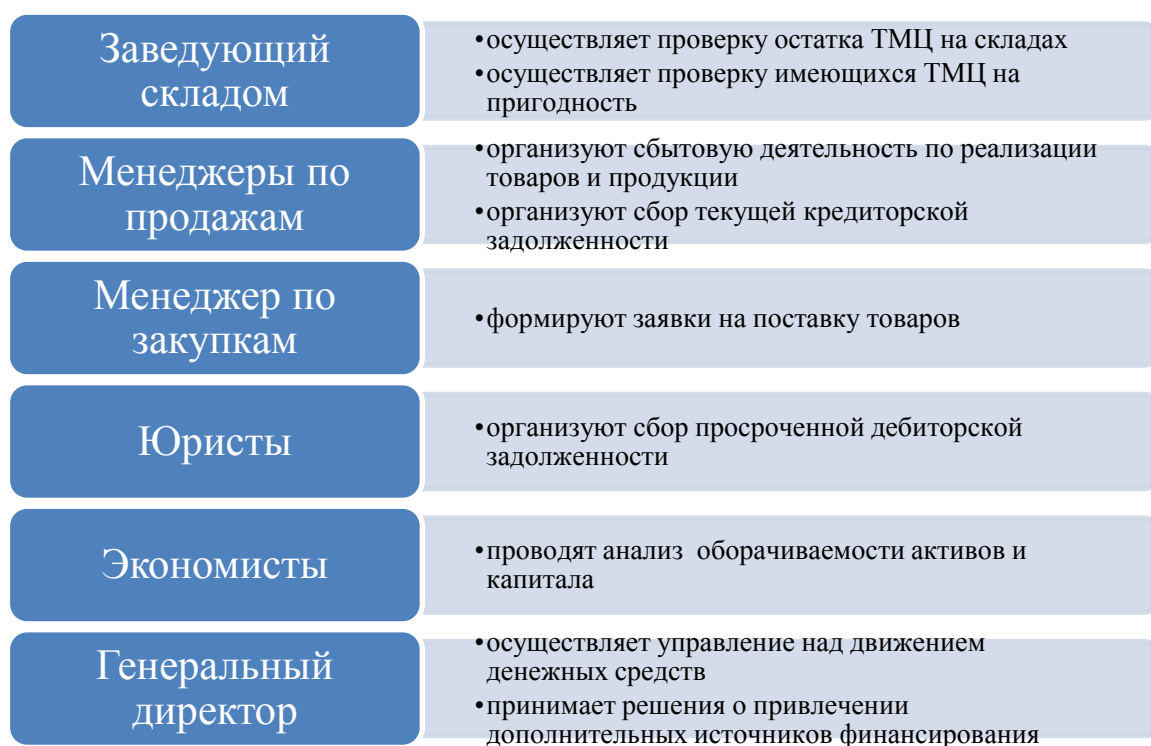 Заведующий
складом
•осуществляет проверку остатка ТМЦ на складах
•осуществляет проверку имеющихся ТМЦ на
пригодность
Менеджеры по
продажам
•организуют сбытовую деятельность по реализации
товаров и продукции
•организуют сбор текущей кредиторской
задолженности
Менеджер по
закупкам
•формируют заявки на поставку товаров
Юристы
•организуют сбор просроченной дебиторской
задолженности
Экономисты
•проводят анализ  оборачиваемости активов и
капитала
Генеральный
директор
•осуществляет управление над движением
денежных средств
•принимает решения о привлечении
дополнительных источников финансирования